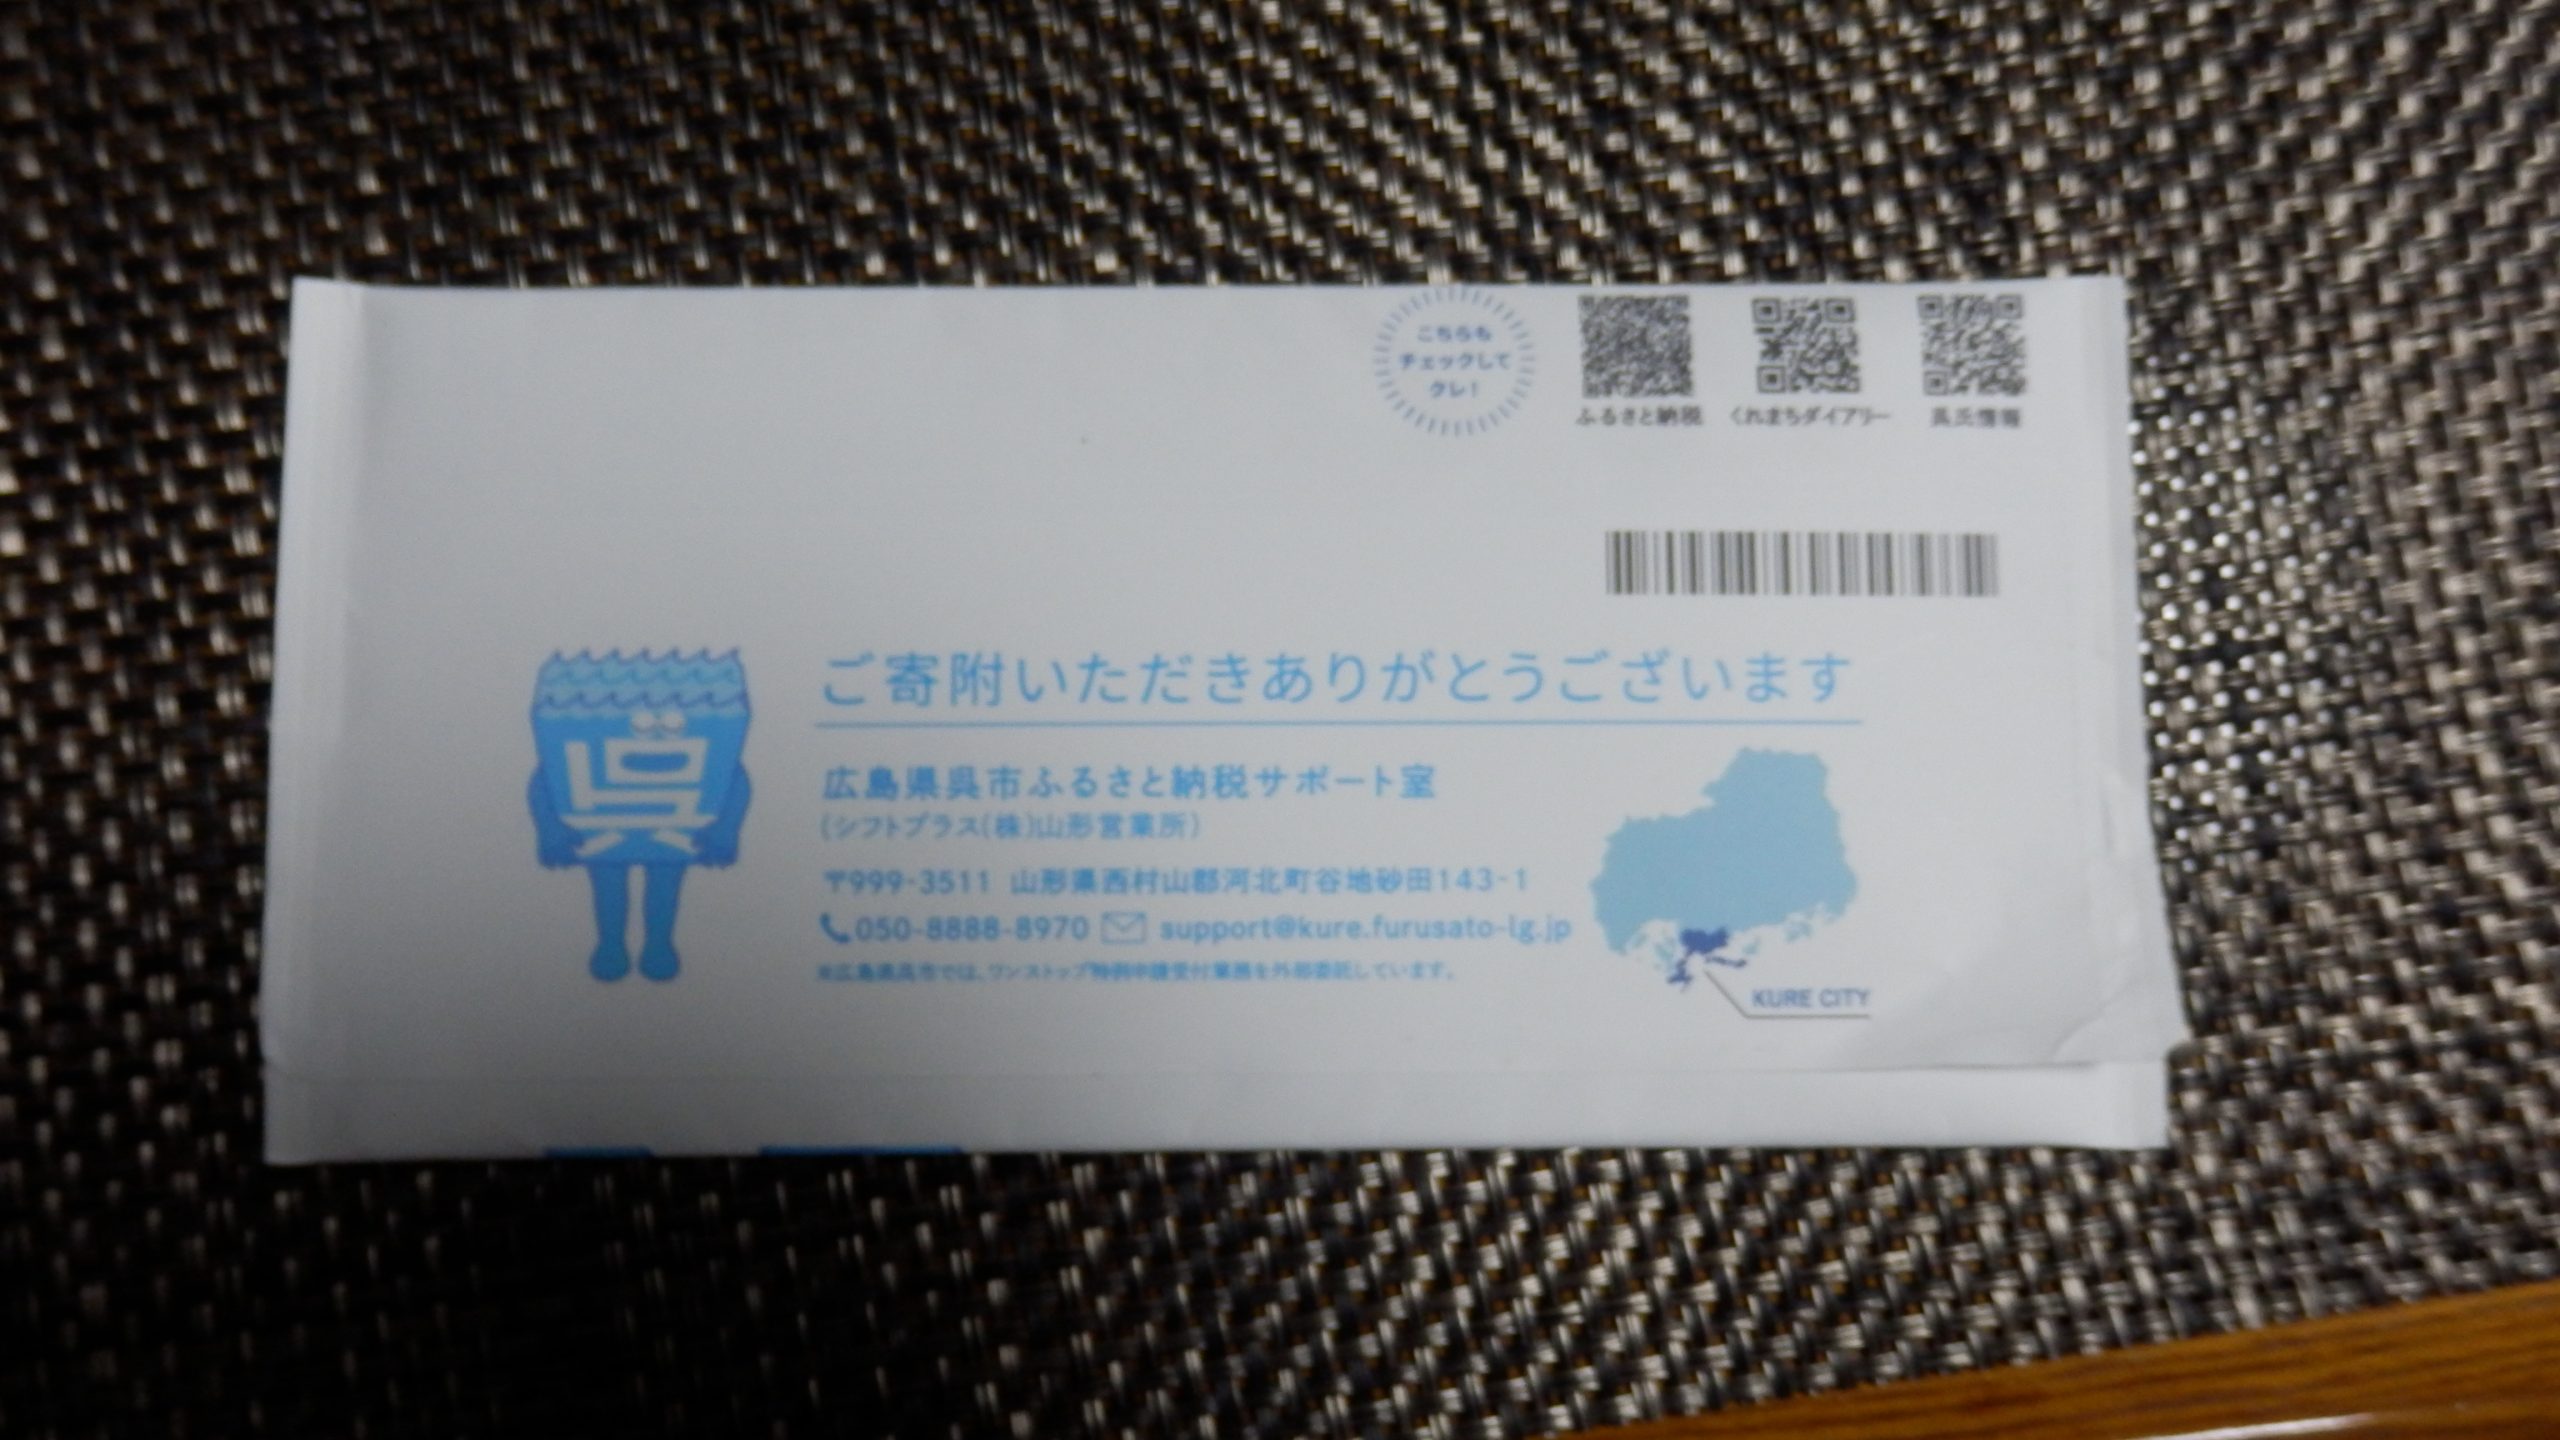 こちらも
チェックして
クレ!
ふるさと納税
くれまちダイアリー
呉氏情報
ご寄附いただきありがとうございます
呉
広島県呉市ふるさと納税サポート室
(シフトプラス(株)山形営業所)
〒999-3511 山形県西村山郡河北町谷地砂田143-1
050-8888-8970 support@kure.furusato-lg.jp
※広島県呉市では、ワンストップ特例申請受付業務を外部委託しています。
KURE CITY